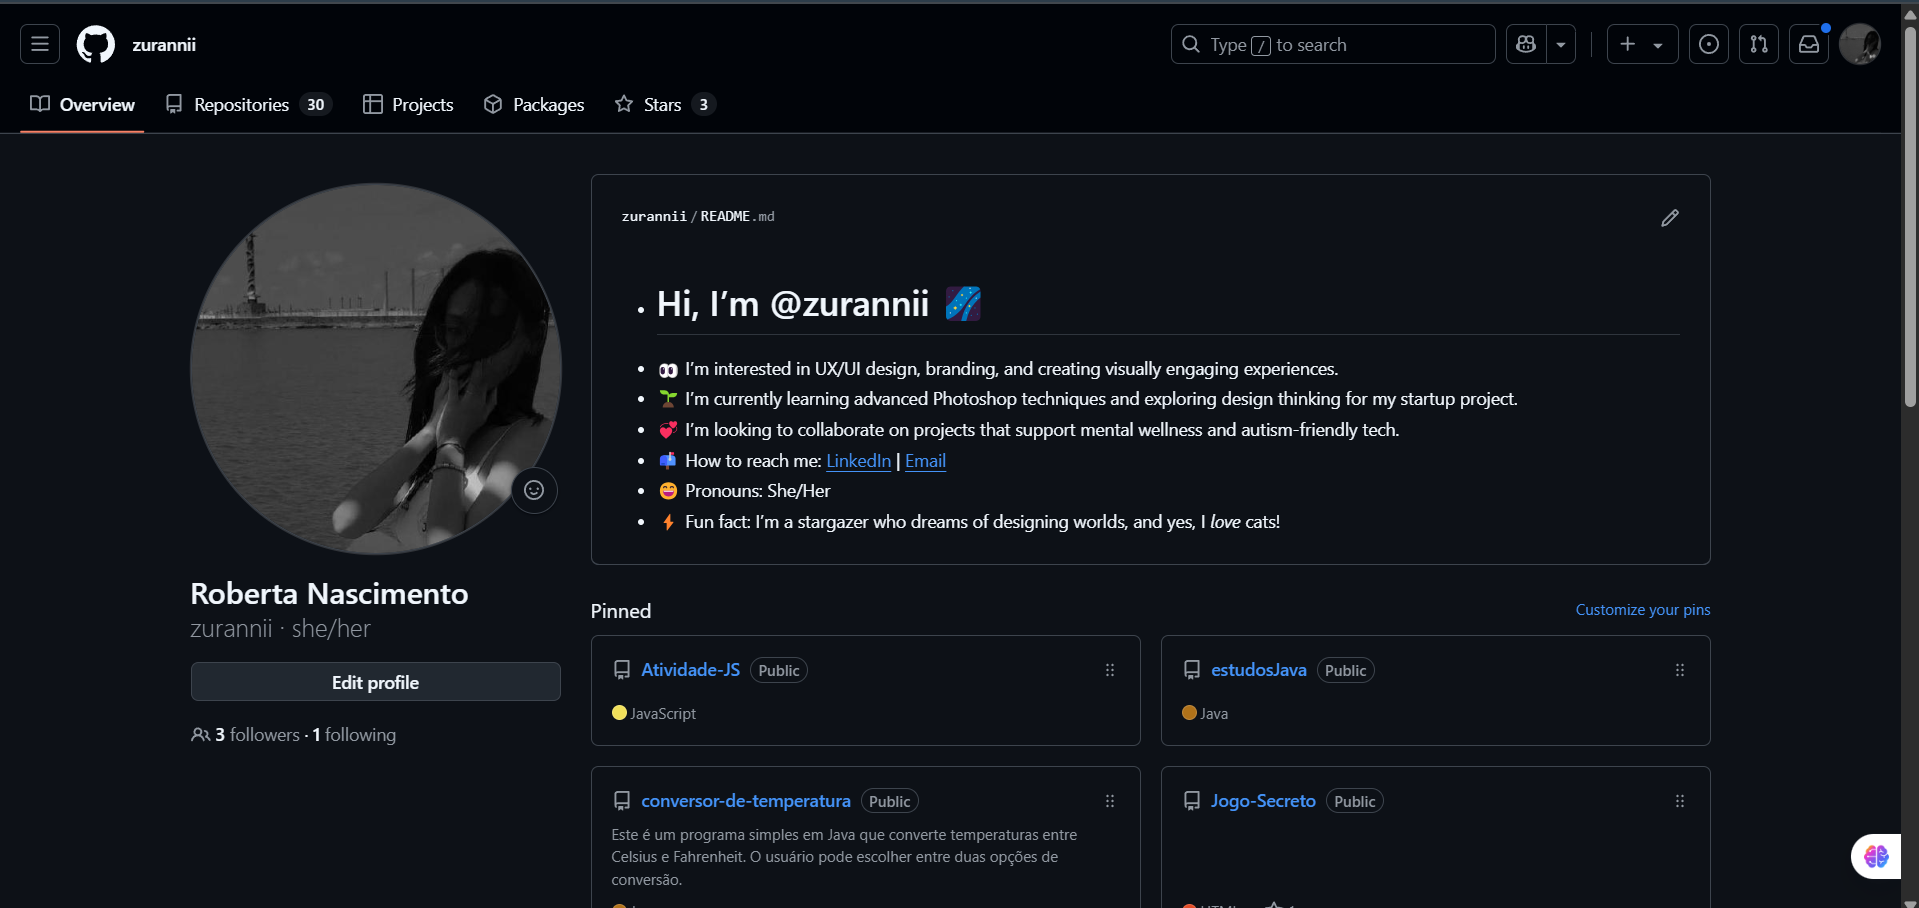 zurannii
Type / to search
Overview
Repositories 30
Projects
Packages
Stars 3
zurannii / README.md
Hi, I'm @zurannii 🌌
👀 I'm interested in UX/UI design, branding, and creating visually engaging experiences.
🌱 I'm currently learning advanced Photoshop techniques and exploring design thinking for my startup project.
💞️ I'm looking to collaborate on projects that support mental wellness and autism-friendly tech.
📫 How to reach me: LinkedIn | Email
😄 Pronouns: She/Her
⚡ Fun fact: I'm a stargazer who dreams of designing worlds, and yes, I love cats!
Roberta Nascimento
zurannii · she/her
Edit profile
3 followers · 1 following
Pinned
Customize your pins
Atividade-JS Public
JavaScript
estudosJava Public
Java
conversor-de-temperatura Public
Este é um programa simples em Java que converte temperaturas entre
Celsius e Fahrenheit. O usuário pode escolher entre duas opções de
conversão.
Jogo-Secreto Public